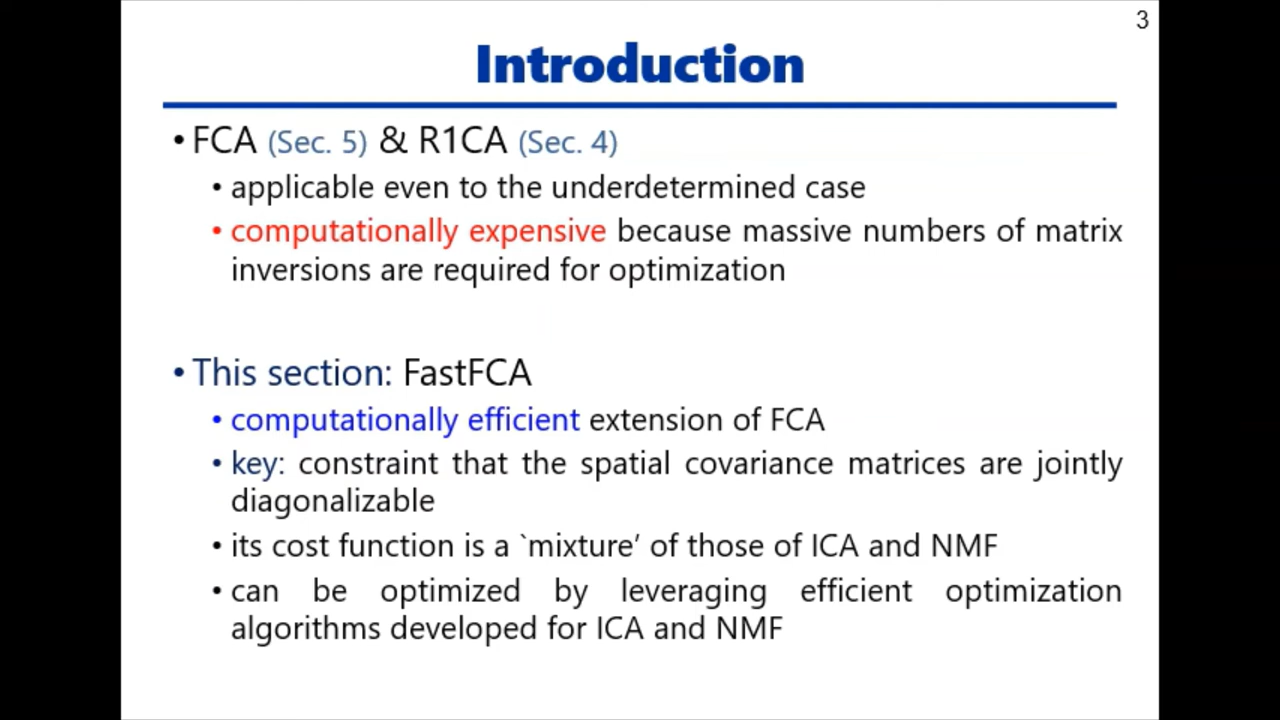 3
Introduction
• FCA (Sec. 5) & R1CA (Sec. 4)
• applicable even to the underdetermined case
• computationally expensive because massive numbers of matrix
inversions are required for optimization
• This section: FastFCA
• computationally efficient extension of FCA
• key: constraint that the spatial covariance matrices are jointly
diagonalizable
• its cost function is a `mixture’ of those of ICA and NMF
• can be optimized by leveraging efficient optimization
algorithms developed for ICA and NMF